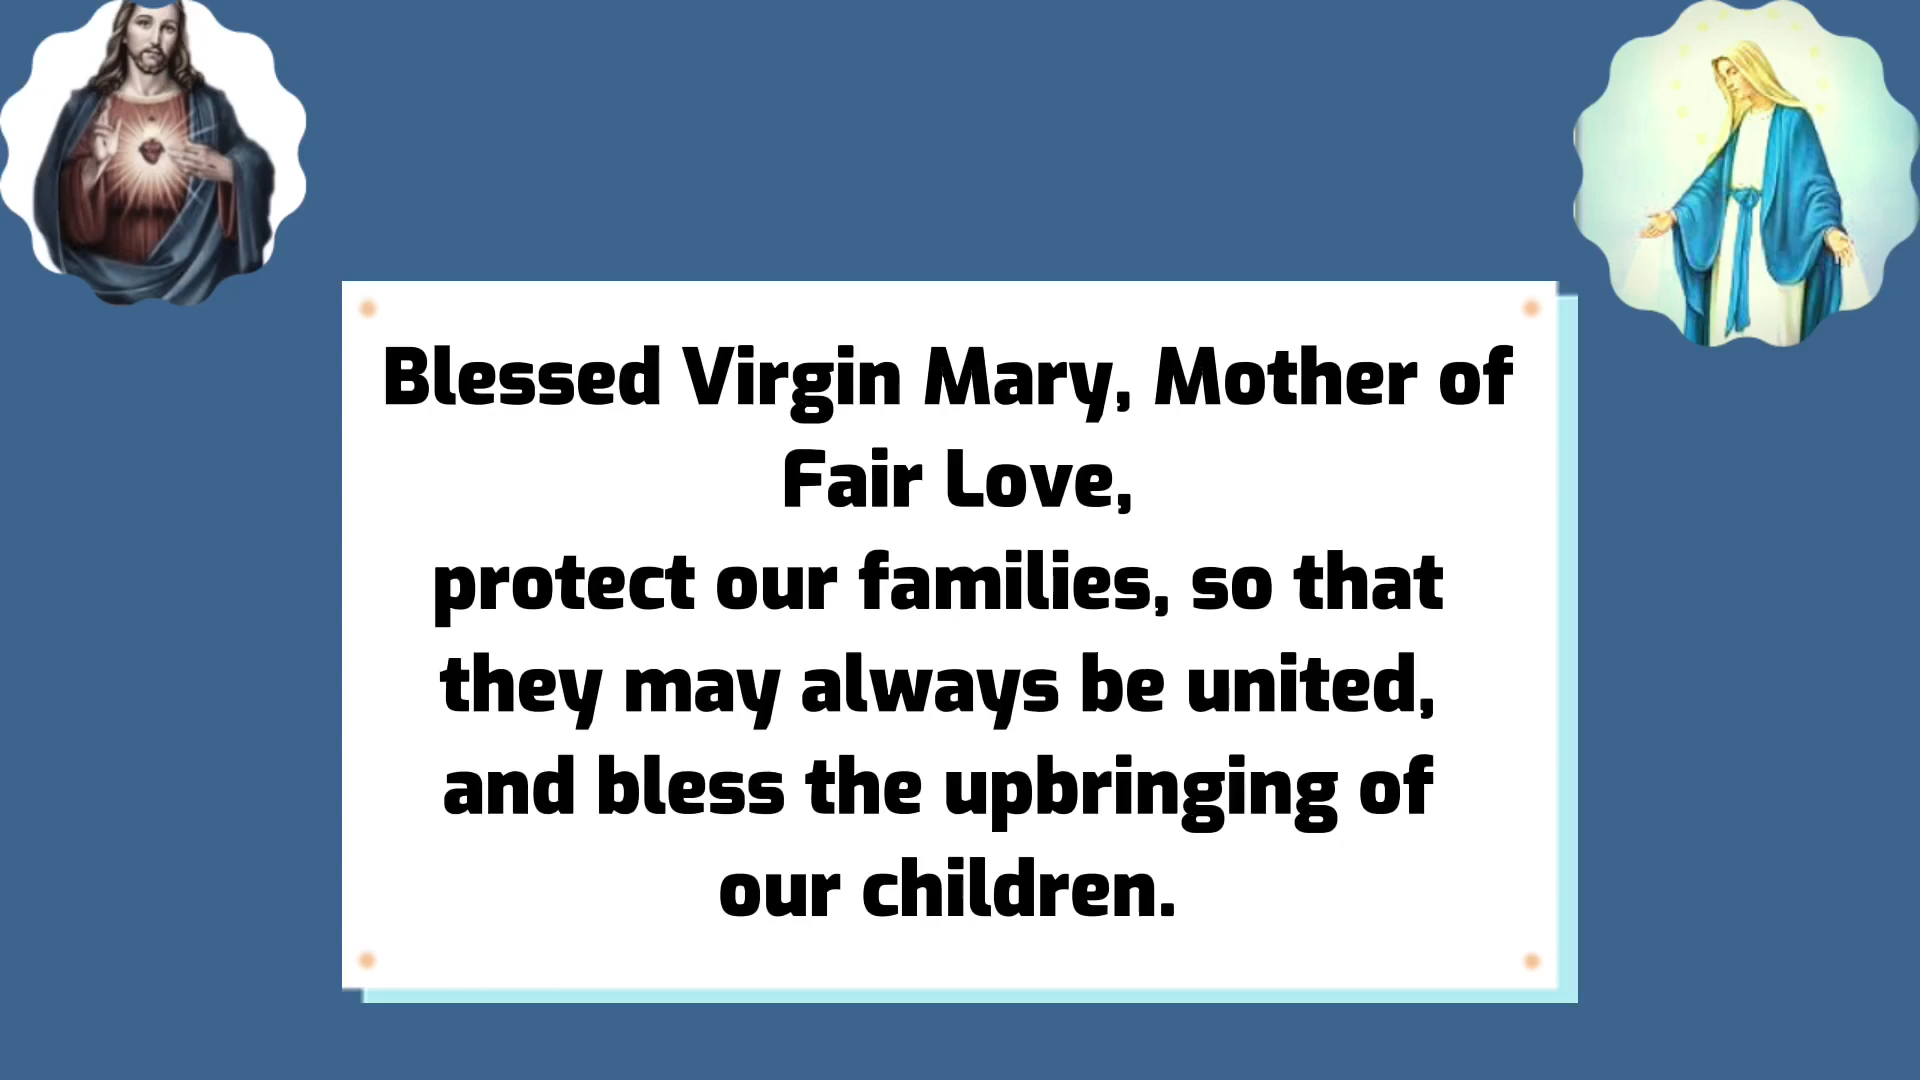 Blessed Virgin Mary, Mother of
Fair Love,
protect our families, so that
they may always be united,
and bless the upbringing of
our children.